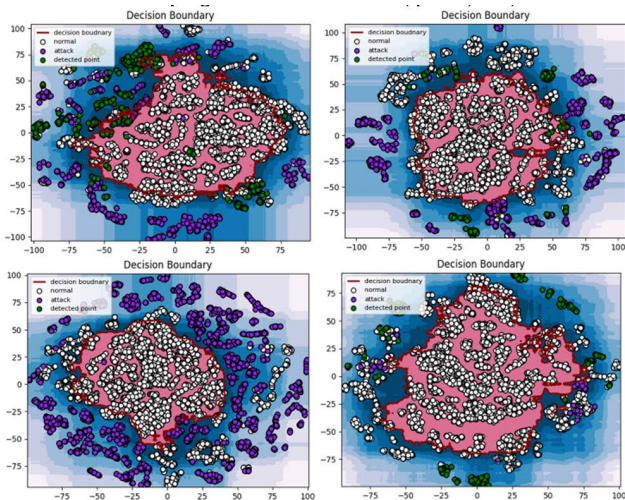 Decision Boundary
decision boudnary
normal
attack
detected point
100
75
50
25
0
−25
−50
−75
−100
−100 −75 −50 −25 0 25 50 75
Decision Boundary
decision boudnary
normal
attack
detected point
100
75
50
25
0
−25
−50
−75
−100 −75 −50 −25 0 25 50 75 100
Decision Boundary
decision boudnary
normal
attack
detected point
100
75
50
25
0
−25
−50
−75
−75 −50 −25 0 25 50 75 100
Decision Boundary
decision boudnary
normal
attack
detected point
75
50
25
0
−25
−50
−75
−100
−100 −75 −50 −25 0 25 50 75 100